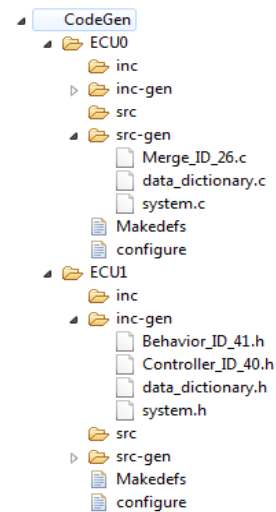 CodeGen
ECU0
inc
inc-gen
src
src-gen
Merge_ID_26.c
data_dictionary.c
system.c
Makedefs
configure
ECU1
inc
inc-gen
Behavior_ID_41.h
Controller_ID_40.h
data_dictionary.h
system.h
src
src-gen
Makedefs
configure